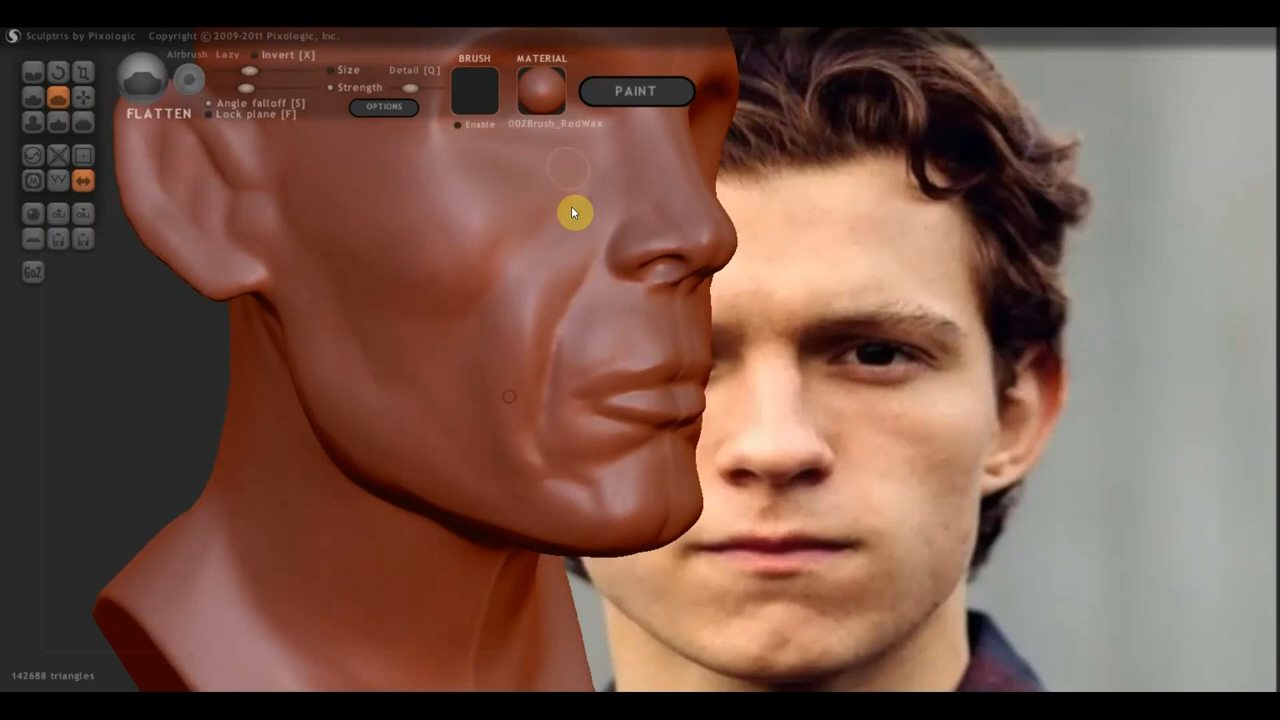 Sculptris by Pixologic Copyright © 2009-2011 Pixologic, Inc.
Airbrush Lazy Invert [X]
BRUSH MATERIAL
Size Detail [Q]
Strength
PAINT
Angle falloff [S]
OPTIONS
FLATTEN
Lock plane [F]
Enable 00ZBrush_RedWax
GoZ
142688 triangles